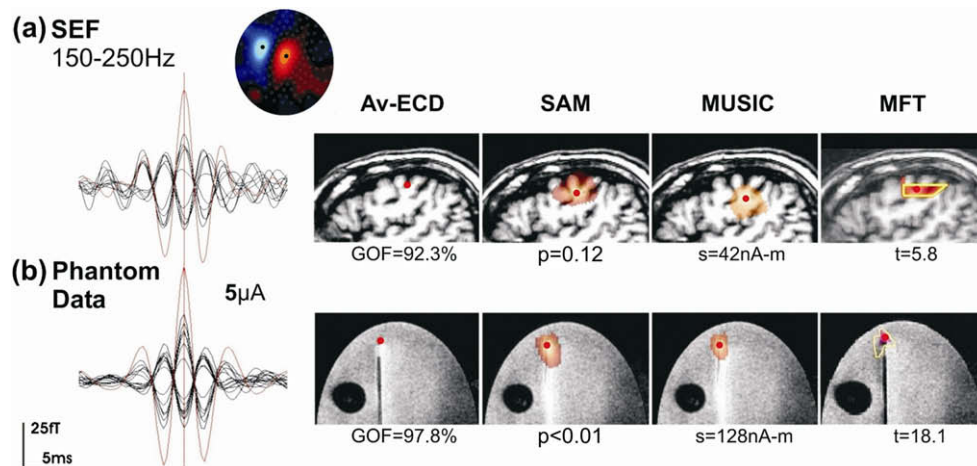 (a) SEF
150-250Hz
Av-ECD SAM MUSIC MFT
GOF=92.3% p=0.12 s=42nA-m t=5.8
(b) Phantom
Data
5µA
GOF=97.8% p<0.01 s=128nA-m t=18.1
25fT
5ms